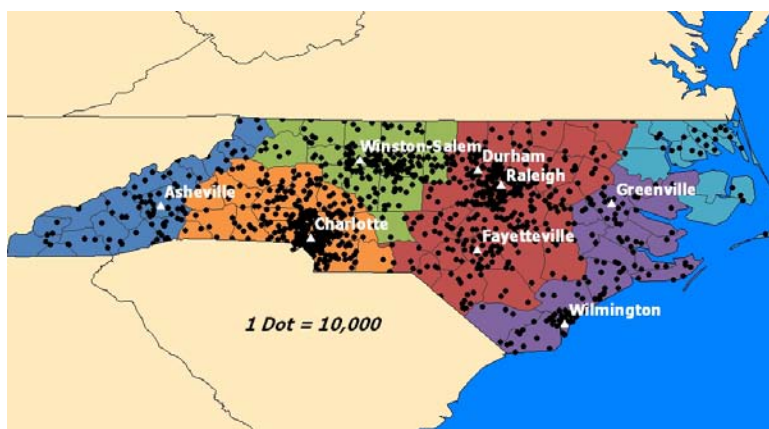 Winston-Salem
Durham
Raleigh
Asheville
Greenville
Charlotte
Fayetteville
Wilmington
1 Dot = 10,000